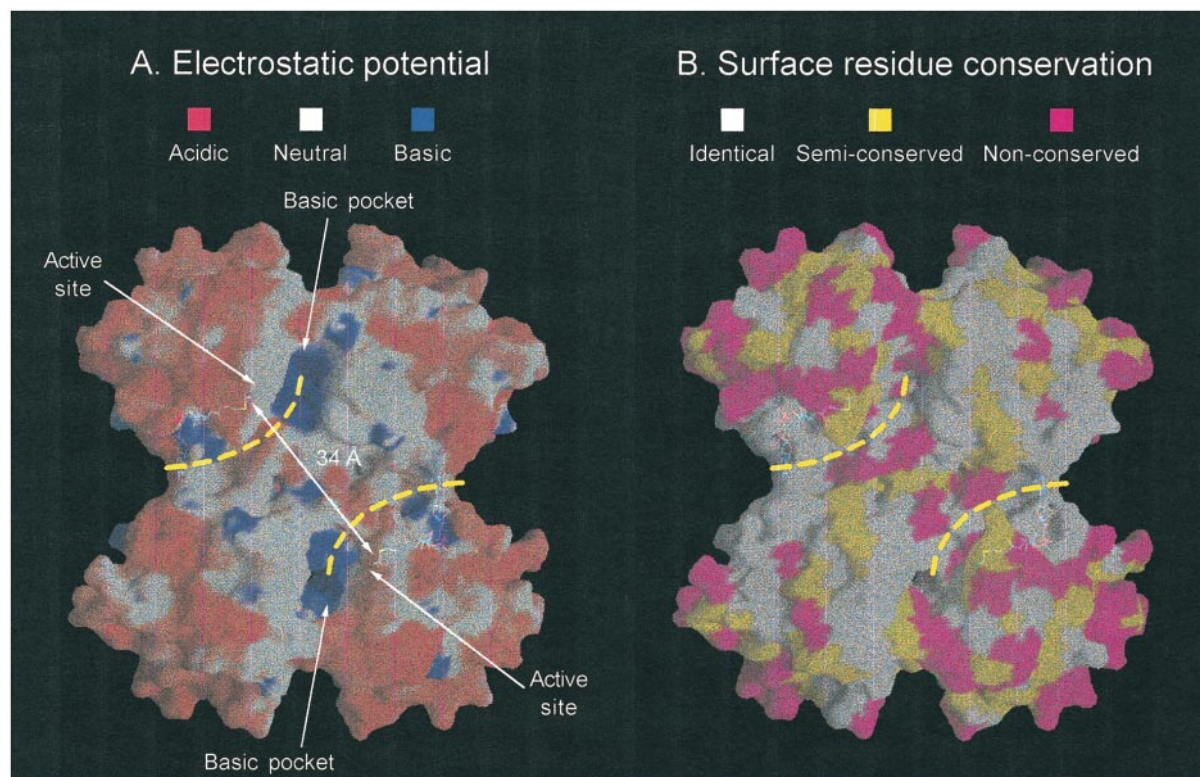 A. Electrostatic potential
Acidic Neutral Basic
Basic pocket
Active
site
34 Å
Active
site
Basic pocket
B. Surface residue conservation
Identical Semi-conserved Non-conserved